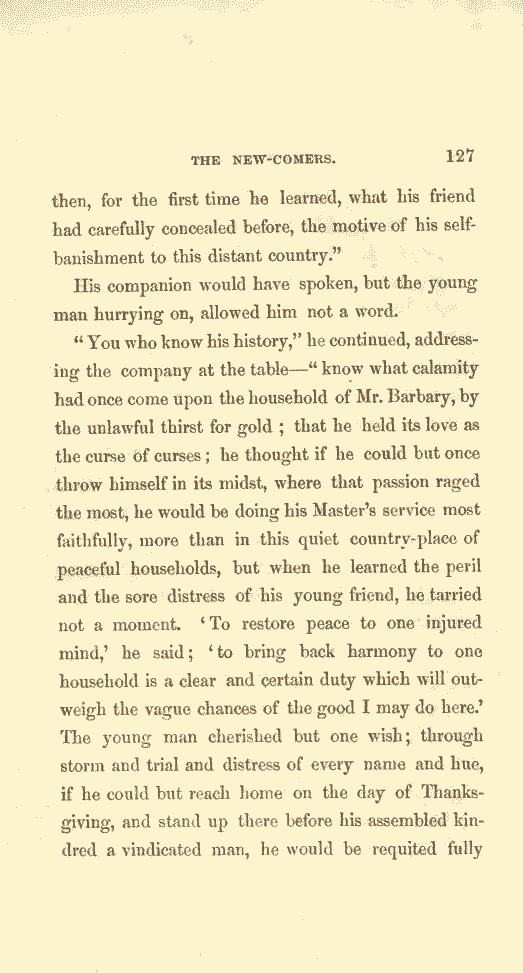 THE NEW-COMERS. 127
then, for the first time he learned, what his friend
had carefully concealed before, the motive of his self-
banishment to this distant country.”
His companion would have spoken, but the young
man hurrying on, allowed him not a word.
“ You who know his history,” he continued, address-
ing the company at the table—“ know what calamity
had once come upon the household of Mr. Barbary, by
the unlawful thirst for gold ; that he held its love as
the curse of curses ; he thought if he could but once
throw himself in its midst, where that passion raged
the most, he would be doing his Master’s service most
faithfully, more than in this quiet country-place of
peaceful households, but when he learned the peril
and the sore distress of his young friend, he tarried
not a moment. ‘ To restore peace to one injured
mind,’ he said ; ‘ to bring back harmony to one
household is a clear and certain duty which will out-
weigh the vague chances of the good I may do here.’
The young man cherished but one wish ; through
storm and trial and distress of every name and hue,
if he could but reach home on the day of Thanks-
giving, and stand up there before his assembled kin-
dred a vindicated man, he would be requited fully